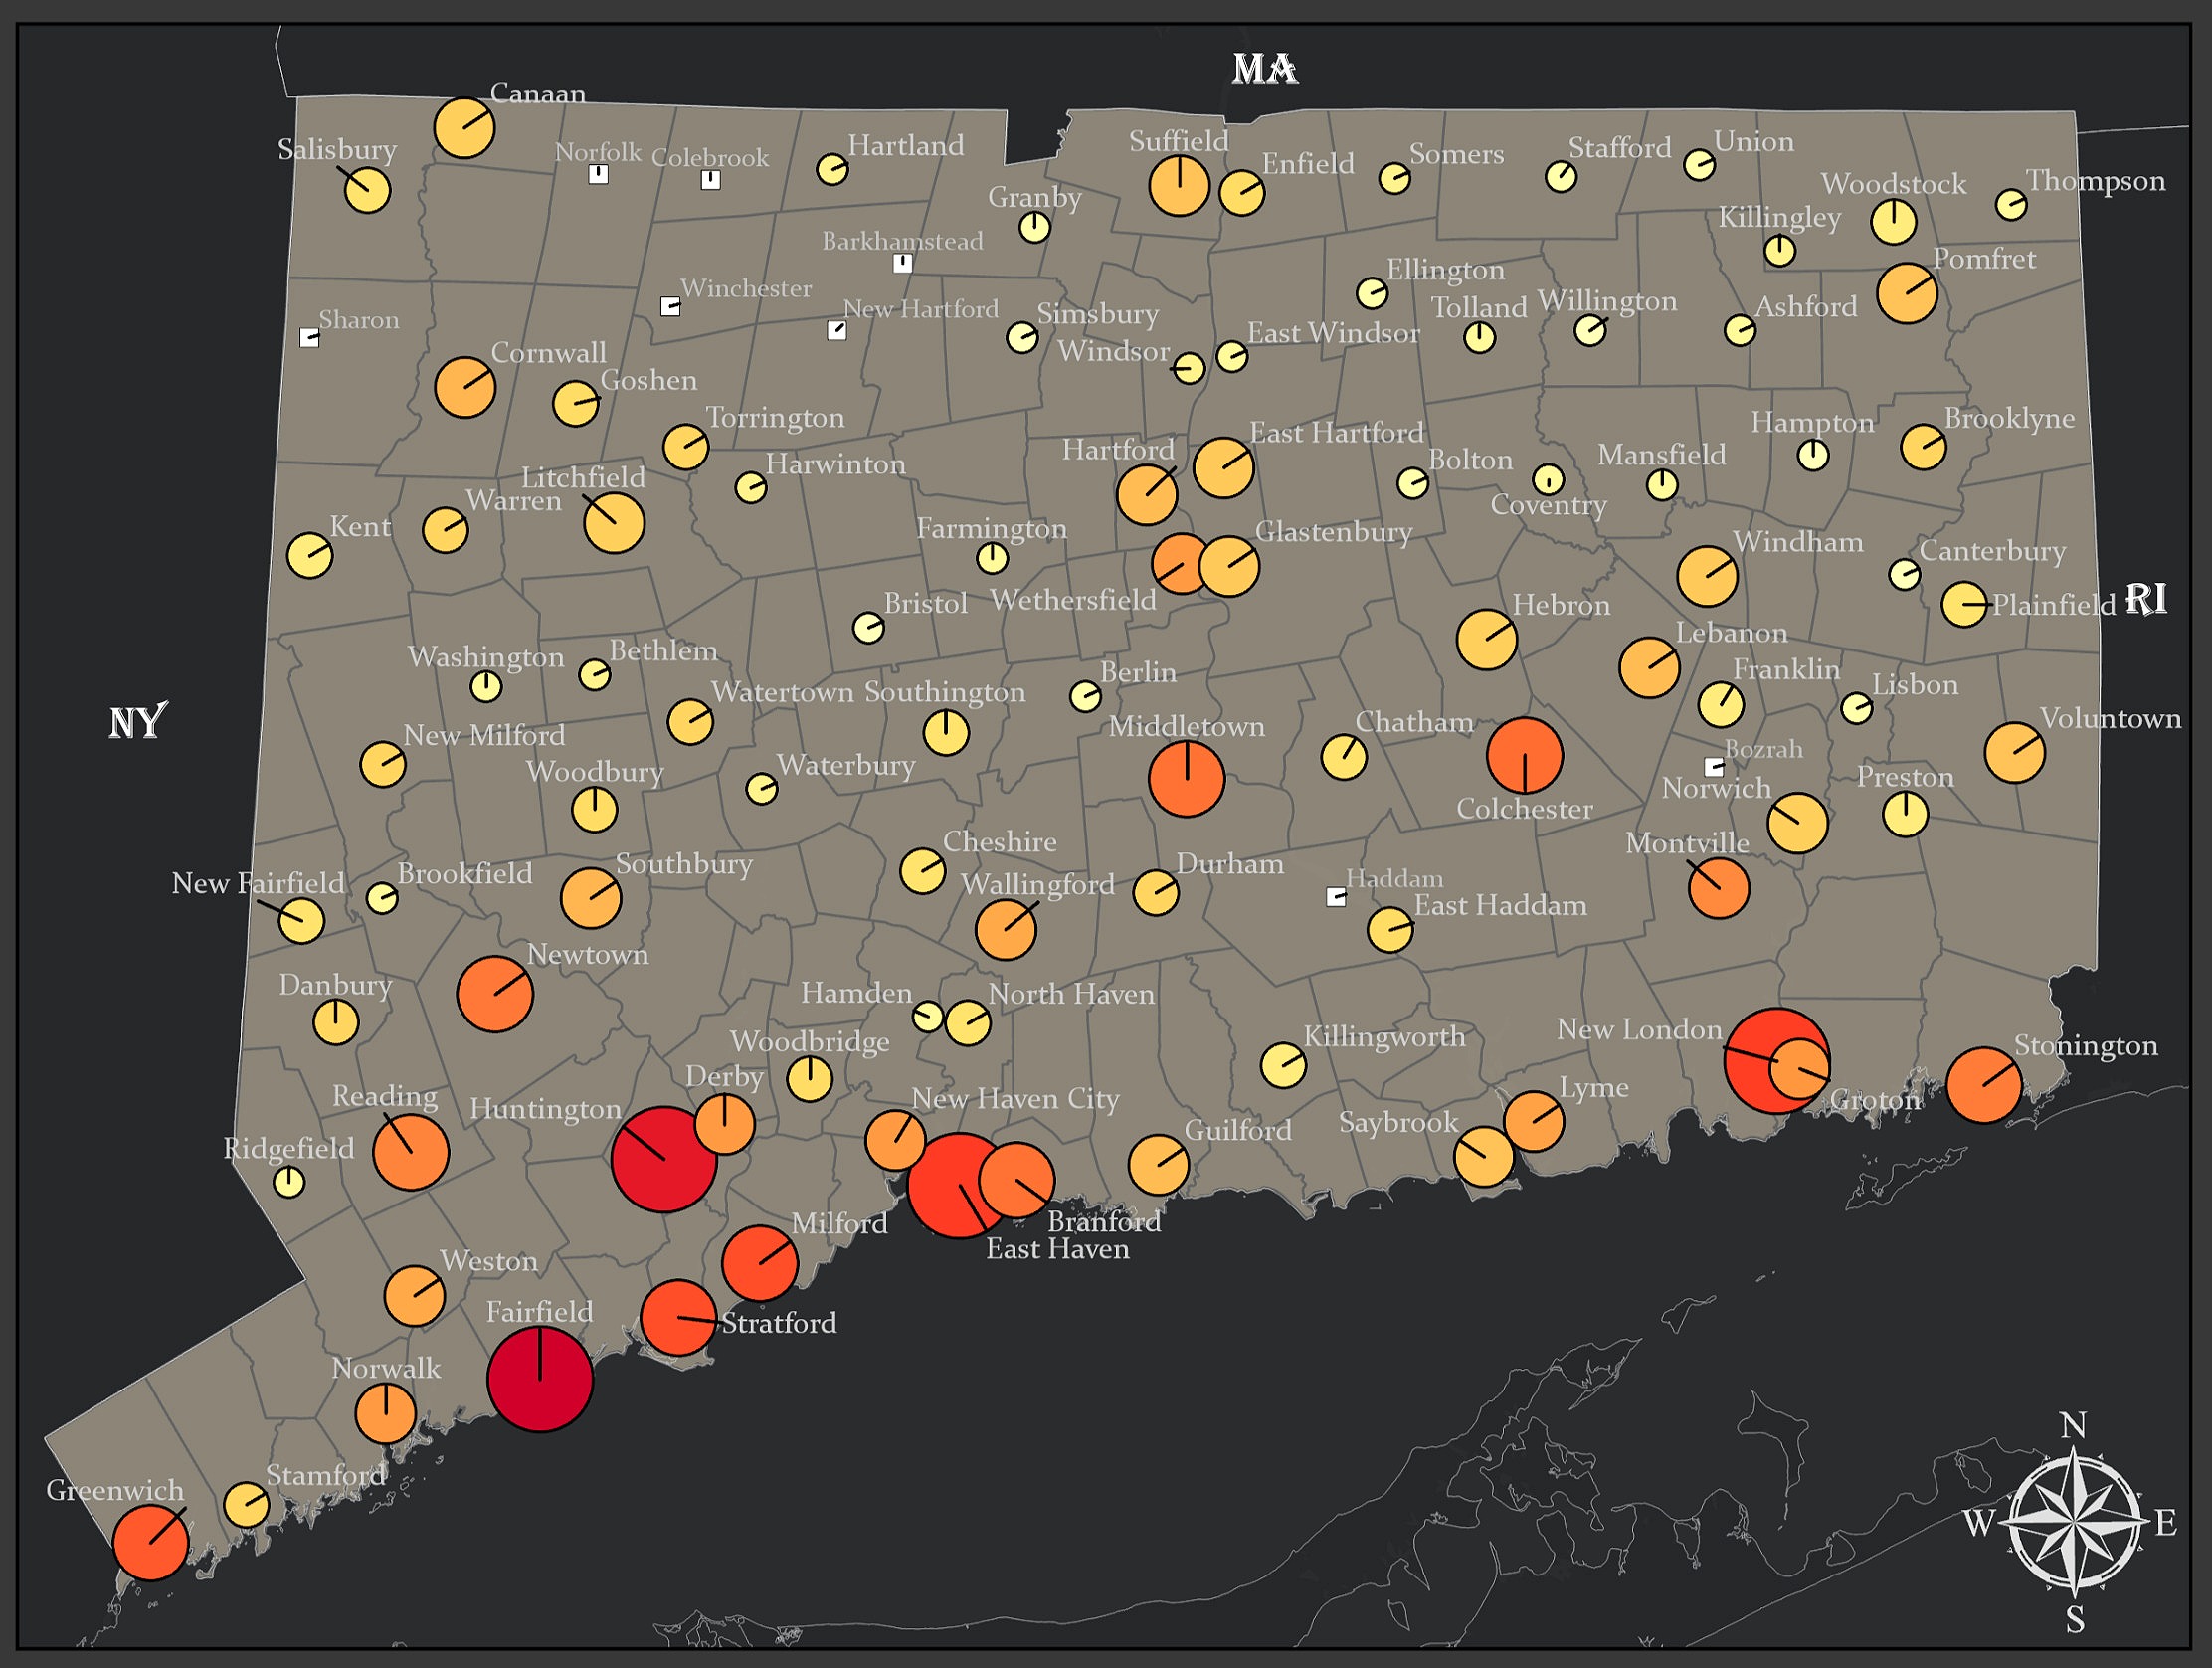 MA
Canaan
Salisbury
Norfolk
Colebrook
Hartland
Suffield
Enfield
Somers
Stafford
Union
Woodstock
Thompson
Granby
Killingley
Barkhamstead
Pomfret
Ellington
Winchester
New Hartford
Simsbury
Tolland
Willington
Ashford
Sharon
East Windsor
Windsor
Cornwall
Goshen
Torrington
Hampton
Brooklyne
East Hartford
Hartford
Harwinton
Bolton
Mansfield
Litchfield
Warren
Coventry
Kent
Farmington
Glastenbury
Windham
Canterbury
Wethersfield
Bristol
Hebron
Plainfield
RI
Lebanon
Washington
Bethlem
Berlin
Franklin
Lisbon
Watertown
Southington
NY
Middletown
Chatham
Voluntown
New Milford
Bozrah
Woodbury
Waterbury
Preston
Norwich
Colchester
Cheshire
Montville
Southbury
Durham
Brookfield
New Fairfield
Wallingford
Haddam
East Haddam
Newtown
Danbury
Hamden
North Haven
New London
Killingworth
Woodbridge
Stonington
Derby
Reading
Huntington
New Haven City
Lyme
Groton
Saybrook
Guilford
Ridgefield
Milford
Branford
East Haven
Weston
Fairfield
Stratford
Norwalk
Stamford
Greenwich
N
W
E
S